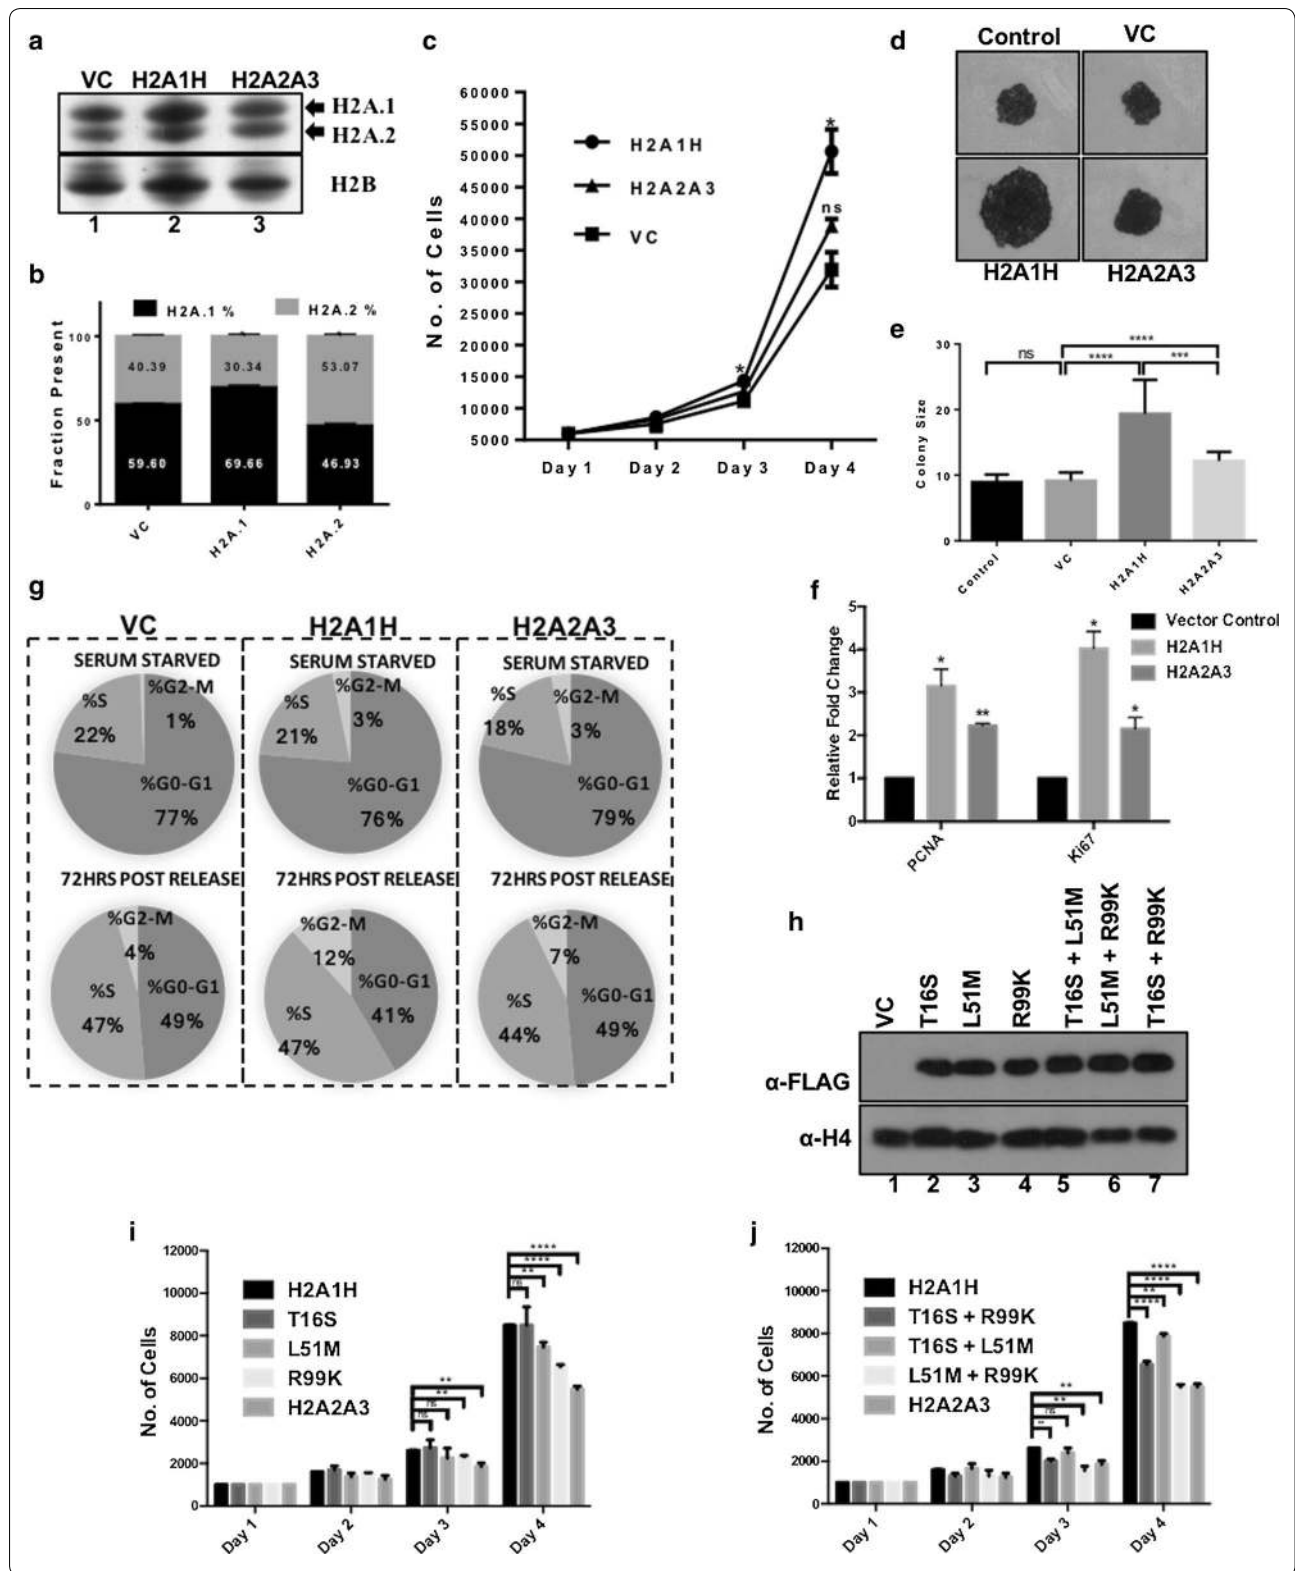 a
VC H2A1H H2A2A3
H2A.1
H2A.2
H2B
1 2 3
b
H2A.1 % H2A.2 %
Fraction Present
100
50
0
40.39 30.34 53.07
59.60 69.66 46.93
VC H2A.1 H2A.2
c
No. of Cells
60000
55000
50000
45000
40000
35000
30000
25000
20000
15000
10000
5000
H2A1H
H2A2A3
VC
*
ns
*
Day 1 Day 2 Day 3 Day 4
d
Control VC
H2A1H H2A2A3
e
Colony Size
30
20
10
0
ns **** **** ***
Control VC H2A1H H2A2A3
f
Relative Fold Change
5
4
3
2
1
0
* ** * *
Vector Control
H2A1H
H2A2A3
PCNA Ki67
g
VC H2A1H H2A2A3
SERUM STARVED SERUM STARVED SERUM STARVED
%S 22% %G2-M 1% %G0-G1 77%
%S 21% %G2-M 3% %G0-G1 76%
%S 18% %G2-M 3% %G0-G1 79%
72HRS POST RELEASE 72HRS POST RELEASE 72HRS POST RELEASE
%G2-M 4% %S 47% %G0-G1 49%
%G2-M 12% %S 47% %G0-G1 41%
%G2-M 7% %S 44% %G0-G1 49%
h
VC T16S L51M R99K T16S + L51M L51M + R99K T16S + R99K
α-FLAG
α-H4
1 2 3 4 5 6 7
i
No. of Cells
12000
10000
8000
6000
4000
2000
0
H2A1H
T16S
L51M
R99K
H2A2A3
**
**
ns
ns
****
****
**
ns
Day 1 Day 2 Day 3 Day 4
j
No. of Cells
12000
10000
8000
6000
4000
2000
0
H2A1H
T16S + R99K
T16S + L51M
L51M + R99K
H2A2A3
**
**
ns
**
****
****
**
****
Day 1 Day 2 Day 3 Day 4